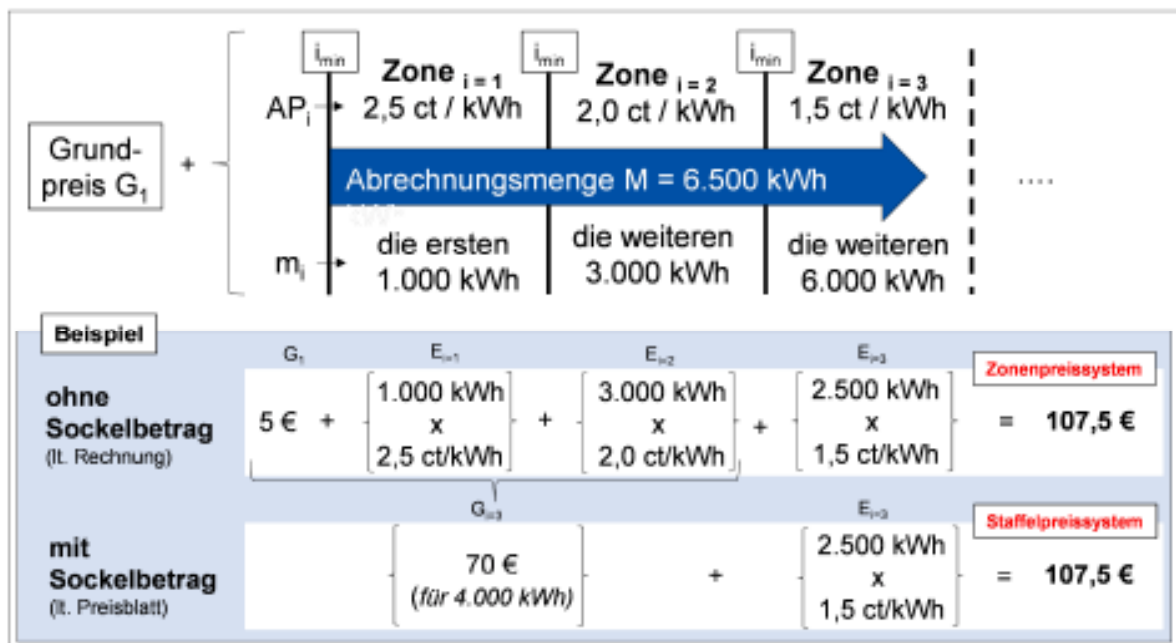 i min
i min
i min
Zone i = 1
Zone i = 2
Zone i = 3
AP i
2,5 ct / kWh
2,0 ct / kWh
1,5 ct / kWh
Grund-
preis G1
+
Abrechnungsmenge M = 6.500 kWh
....
m i
die ersten
1.000 kWh
die weiteren
3.000 kWh
die weiteren
6.000 kWh
Beispiel
G1
E i=1
E i=2
E i=3
Zonenpreissystem
ohne
Sockelbetrag
(lt. Rechnung)
5 € +
1.000 kWh
x
2,5 ct/kWh
+
3.000 kWh
x
2,0 ct/kWh
+
2.500 kWh
x
1,5 ct/kWh
= 107,5 €
G i=3
E i=3
Staffelpreissystem
mit
Sockelbetrag
(lt. Preisblatt)
70 €
(für 4.000 kWh)
+
2.500 kWh
x
1,5 ct/kWh
= 107,5 €